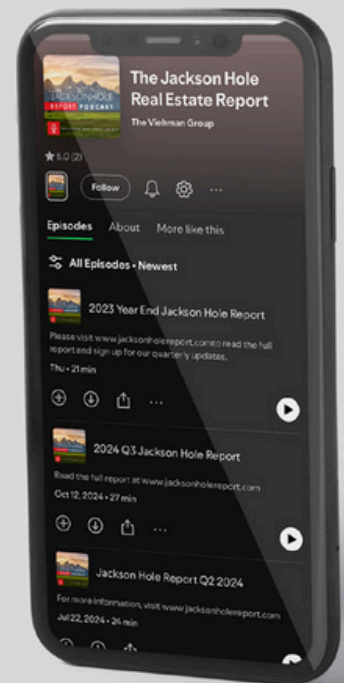 JACKSON HOLE
REPORT PODCAST
The Jackson Hole
Real Estate Report
The Viehman Group
★ 5.0 (2)
Follow
Episodes About More like this
All Episodes • Newest
2023 Year End Jackson Hole Report
Please visit www.jacksonholereport.com to read the full
report and sign up for our quarterly updates.
Thu • 21 min
2024 Q3 Jackson Hole Report
Read the full report at www.jacksonholereport.com
Oct 12, 2024 • 27 min
Jackson Hole Report Q2 2024
For more information, visit www.jacksonholereport.com
Jul 22, 2024 • 24 min